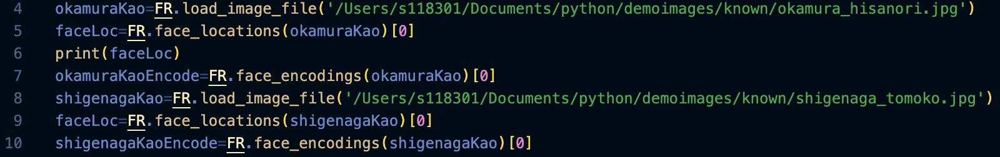 4 okamuraKao=FR.load_image_file('/Users/s118301/Documents/python/demoimages/known/okamura_hisanori.jpg')
5 faceLoc=FR.face_locations(okamuraKao)[0]
6 print(faceLoc)
7 okamuraKaoEncode=FR.face_encodings(okamuraKao)[0]
8 shigenagaKao=FR.load_image_file('/Users/s118301/Documents/python/demoimages/known/shigenaga_tomoko.jpg')
9 faceLoc=FR.face_locations(shigenagaKao)[0]
10 shigenagaKaoEncode=FR.face_encodings(shigenagaKao)[0]